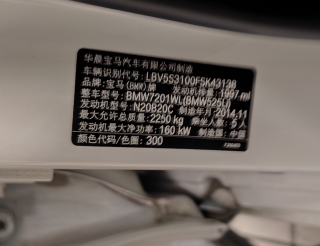 华晨宝马汽车有限公司制造
车辆识别代号: LBV5S3100FSK43138
品牌: 宝马(BMW)牌 发动机排量: 1997 ml
整车型号: BMW7201WL(BMW525Li)
发动机型号: N20B20C 制造年月: 2014.11
最大允许总质量: 2250 kg 乘坐人数: 5 人
发动机最大净功率: 160 kW 制造国: 中国
颜色代码/色圈: 300